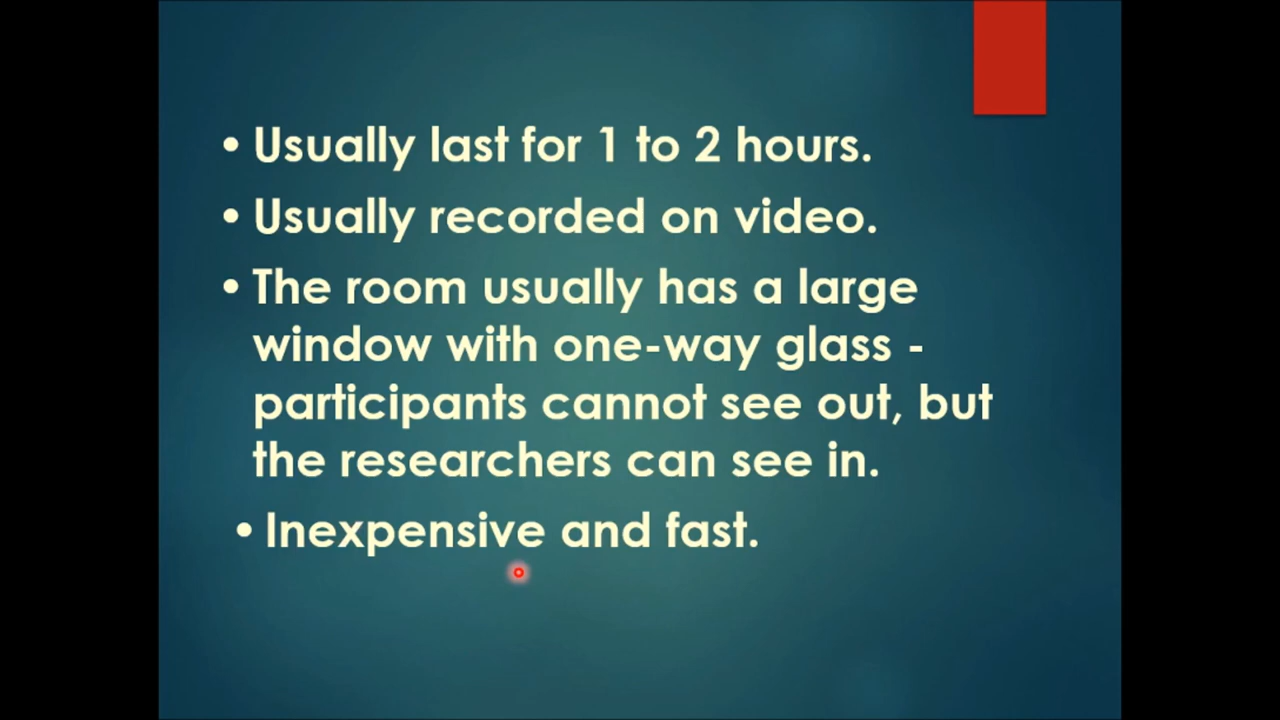 • Usually last for 1 to 2 hours.
• Usually recorded on video.
• The room usually has a large
window with one-way glass -
participants cannot see out, but
the researchers can see in.
• Inexpensive and fast.